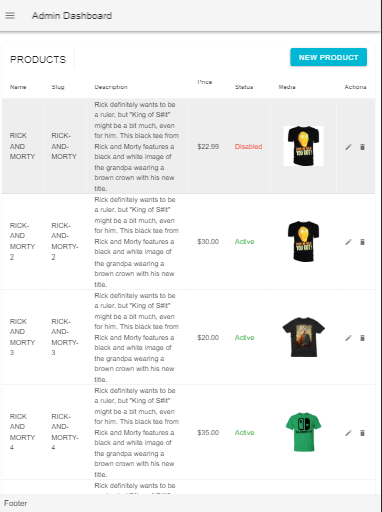 Admin Dashboard
PRODUCTS
NEW PRODUCT
Name Slug Description Price Status Media Actions
Rick definitely wants to be
a ruler, but "King of S#it"
might be a bit much, even
for him. This black tee from
Rick and Morty features a
black and white image of
the grandpa wearing a
brown crown with his new
title.
RICK
AND
MORTY
RICK-
AND-
MORTY
$22.99
Disabled
Rick definitely wants to be
a ruler, but "King of S#it"
might be a bit much, even
for him. This black tee from
Rick and Morty features a
black and white image of
the grandpa wearing a
brown crown with his new
title.
RICK-
AND
MORTY
2
RICK-
AND-
MORTY-
2
$30.00
Active
Rick definitely wants to be
a ruler, but "King of S#it"
might be a bit much, even
for him. This black tee from
Rick and Morty features a
black and white image of
the grandpa wearing a
brown crown with his new
title.
RICK
AND
MORTY
3
RICK-
AND-
MORTY-
3
$20.00
Active
Rick definitely wants to be
a ruler, but "King of S#it"
might be a bit much, even
for him. This black tee from
Rick and Morty features a
black and white image of
the grandpa wearing a
brown crown with his new
title.
RICK
AND
MORTY
4
RICK-
AND-
MORTY-
4
$35.00
Active
Footer